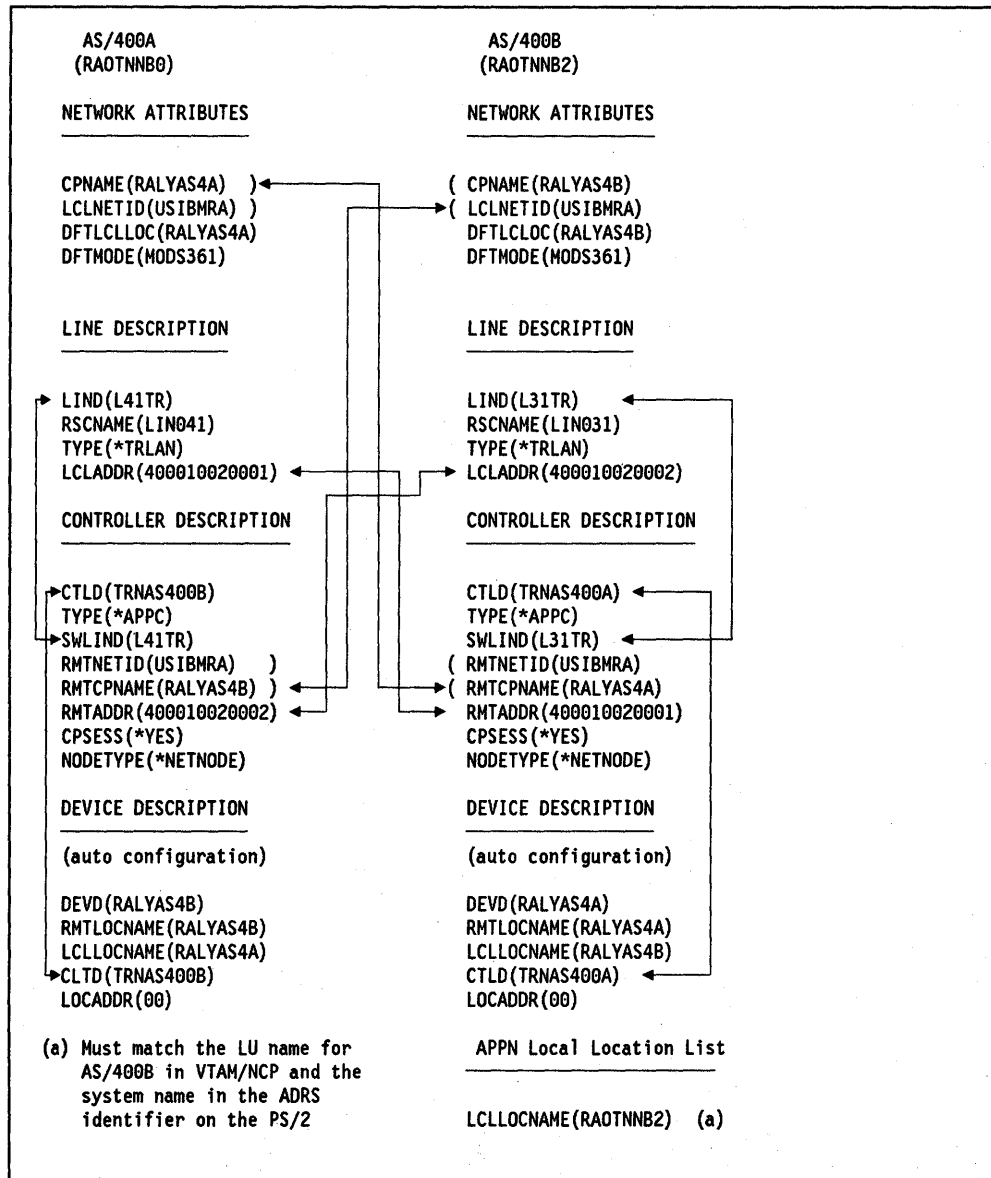 AS/400A
(RAOTNNB0)
NETWORK ATTRIBUTES
CPNAME(RALYAS4A) )
LCLNETID(USIBMRA) )
DFTLCLLOC(RALYAS4A)
DFTMODE(MODS361)
LINE DESCRIPTION
LIND(L41TR)
RSCNAME(LIN041)
TYPE(*TRLAN)
LCLADDR(400010020001)
CONTROLLER DESCRIPTION
CTLD(TRNAS400B)
TYPE(*APPC)
SWLIND(L41TR)
RMTNETID(USIBMRA) )
RMTCPNAME(RALYAS4B) )
RMTADDR(400010020002)
CPSESS(*YES)
NODETYPE(*NETNODE)
DEVICE DESCRIPTION
(auto configuration)
DEVD(RALYAS4B)
RMTLOCNAME(RALYAS4B)
LCLLOCNAME(RALYAS4A)
CLTD(TRNAS400B)
LOCADDR(00)
(a) Must match the LU name for
AS/400B in VTAM/NCP and the
system name in the ADRS
identifier on the PS/2
AS/400B
(RAOTNNB2)
NETWORK ATTRIBUTES
( CPNAME(RALYAS4B)
( LCLNETID(USIBMRA)
DFTLCLOC(RALYAS4B)
DFTMODE(MODS361)
LINE DESCRIPTION
LIND(L31TR)
RSCNAME(LIN031)
TYPE(*TRLAN)
LCLADDR(400010020002)
CONTROLLER DESCRIPTION
CTLD(TRNAS400A)
TYPE(*APPC)
SWLIND(L31TR)
( RMTNETID(USIBMRA)
( RMTCPNAME(RALYAS4A)
RMTADDR(400010020001)
CPSESS(*YES)
NODETYPE(*NETNODE)
DEVICE DESCRIPTION
(auto configuration)
DEVD(RALYAS4A)
RMTLOCNAME(RALYAS4A)
LCLLOCNAME(RALYAS4B)
CTLD(TRNAS400A)
LOCADDR(00)
APPN Local Location List
LCLLOCNAME(RAOTNNB2) (a)